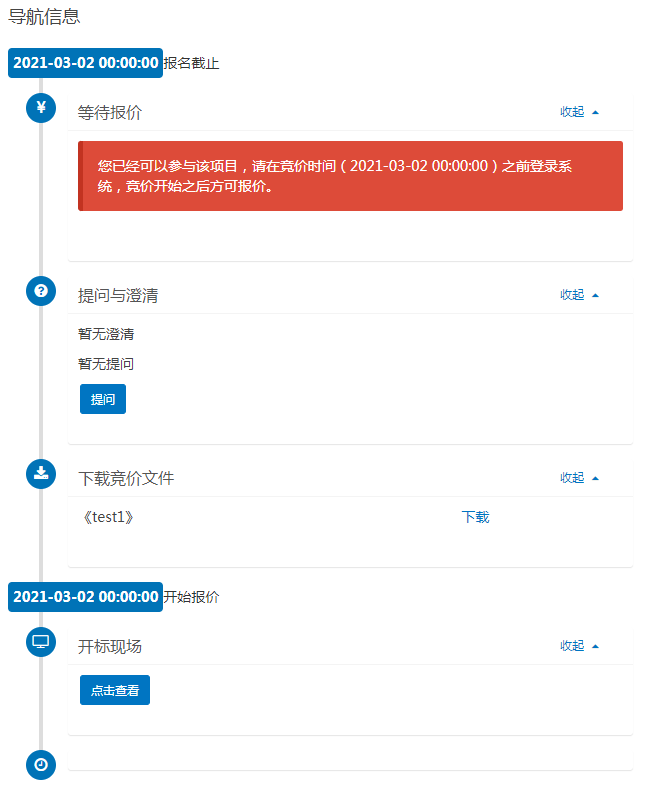 导航信息
2021-03-02 00:00:00 报名截止
¥
等待报价 收起
您已经可以参与该项目，请在竞价时间（2021-03-02 00:00:00）之前登录系
统，竞价开始之后方可报价。
?
提问与澄清 收起
暂无澄清
暂无提问
提问
下载竞价文件 收起
《test1》 下载
2021-03-02 00:00:00 开始报价
开标现场 收起
点击查看